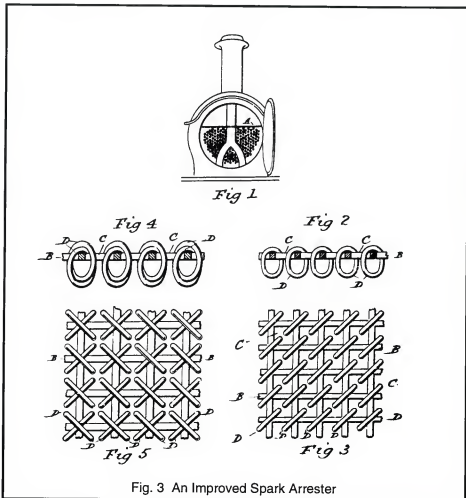 A
Fig 1
Fig 4
Fig 2
D C C D
B
C C
B
D D
B B
D D
D D D
Fig 5
C
B
C
B
D D
D D D
Fig 3
Fig. 3 An Improved Spark Arrester